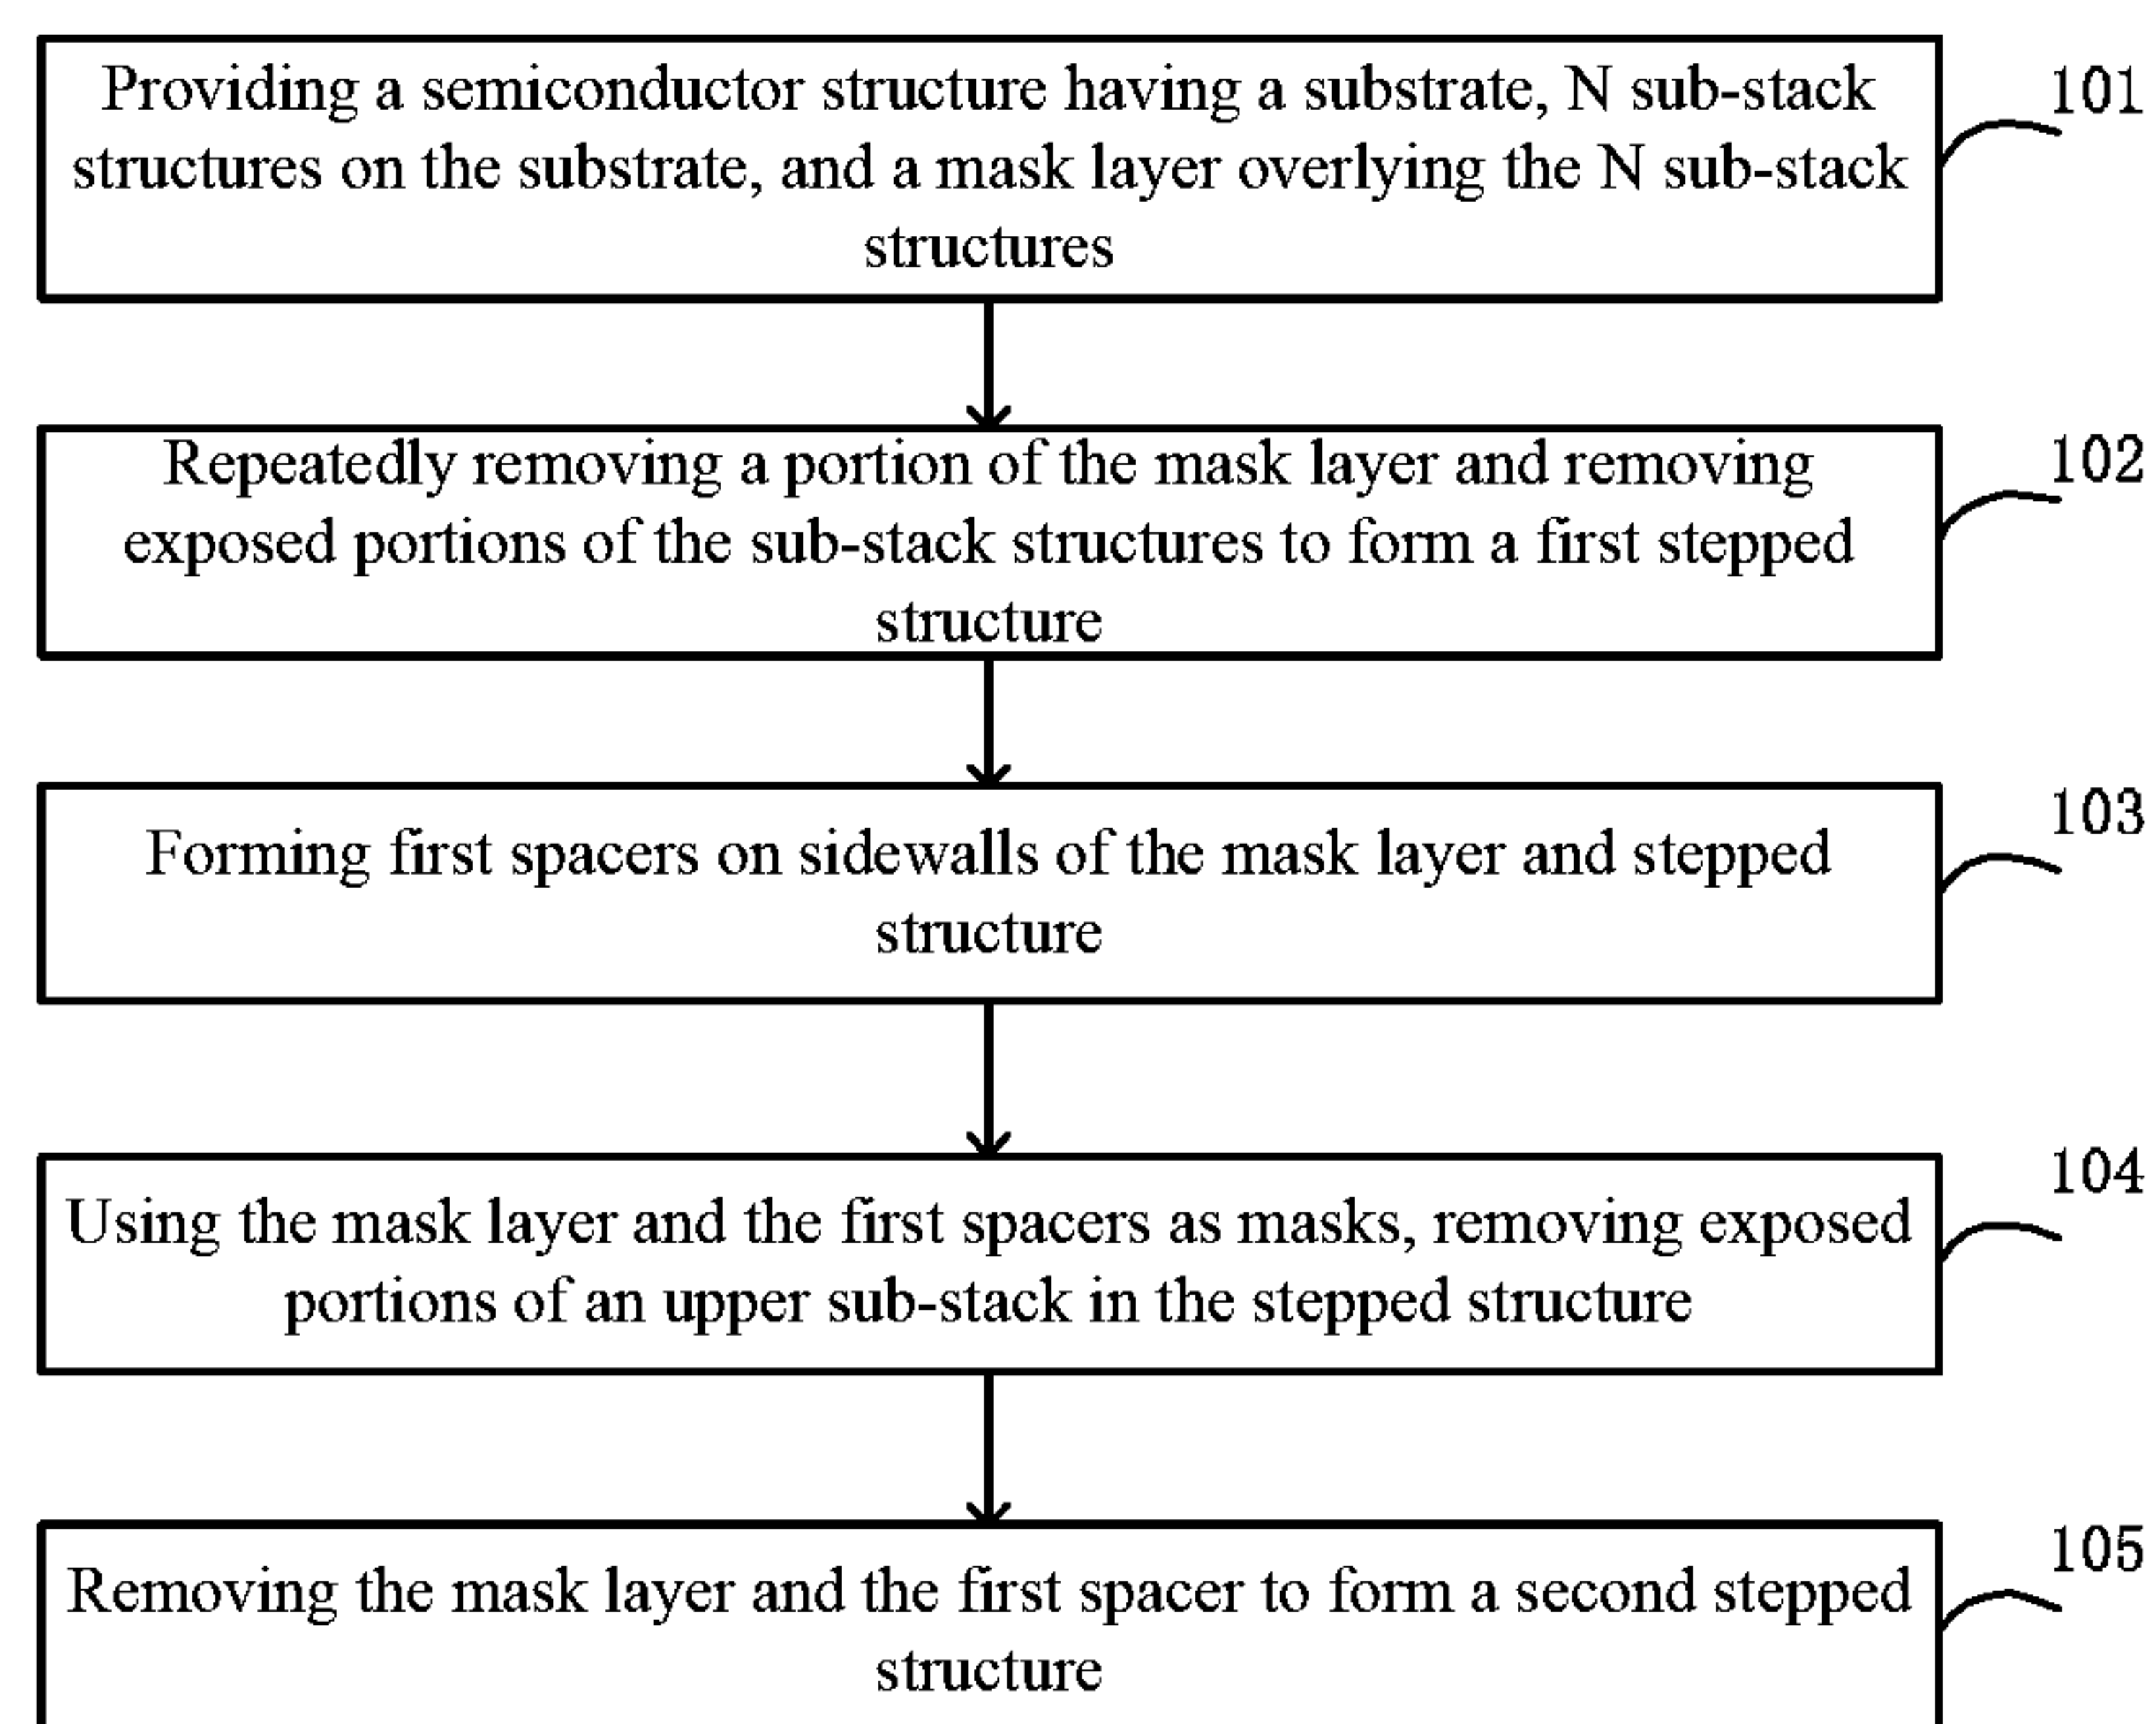 Providing a semiconductor structure having a substrate, N sub-stack
structures on the substrate, and a mask layer overlying the N sub-stack
structures
101
Repeatedly removing a portion of the mask layer and removing
exposed portions of the sub-stack structures to form a first stepped
structure
102
Forming first spacers on sidewalls of the mask layer and stepped
structure
103
Using the mask layer and the first spacers as masks, removing exposed
portions of an upper sub-stack in the stepped structure
104
Removing the mask layer and the first spacer to form a second stepped
structure
105